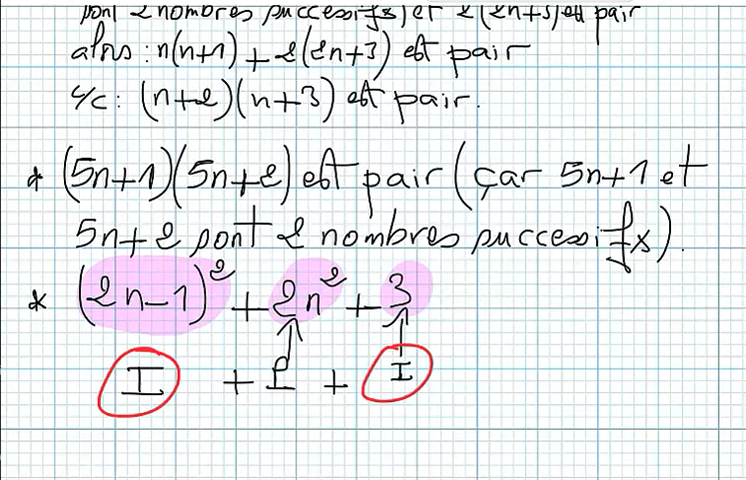 sont 2 nombres successifs) et 2(2n+3) est pair
alors : n(n+1) + 2(2n+3) est pair
c/c : (n+2)(n+3) est pair.
* (5n+1)(5n+2) est pair (çar 5n+1 et
5n+2 sont 2 nombres successifs).
* (2n-1)² + 2n² + 3
I + P + I